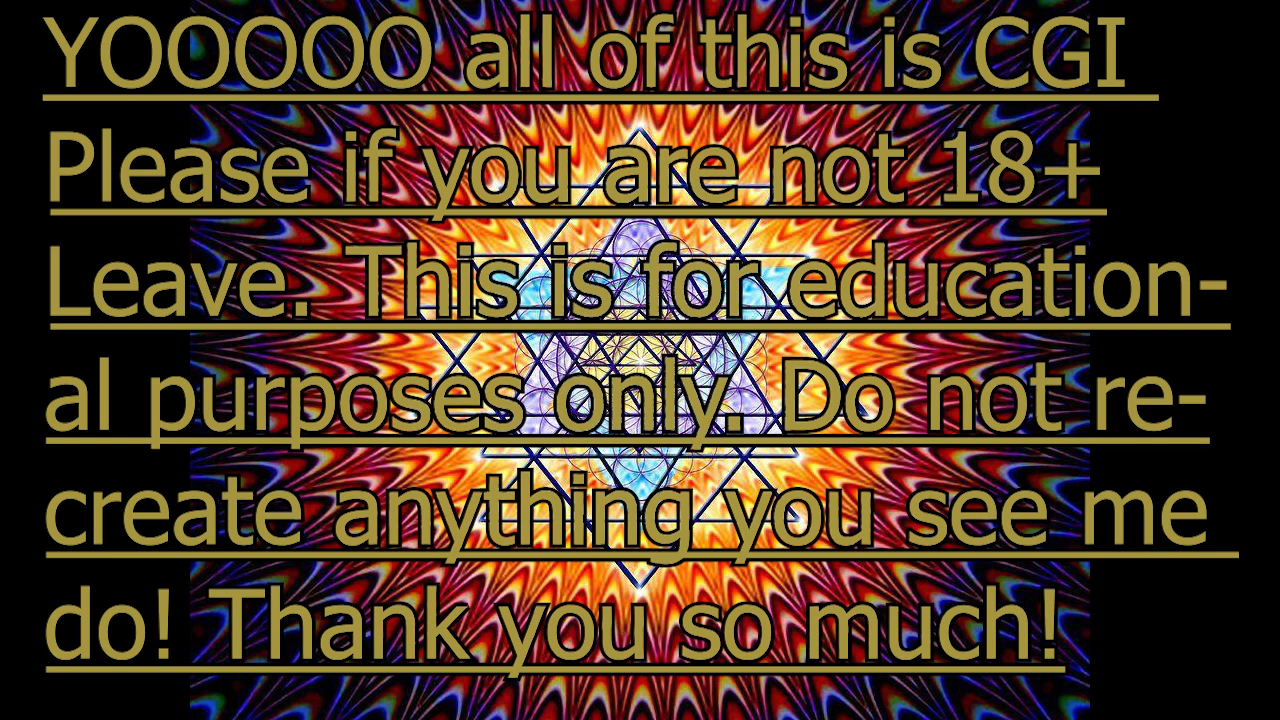 YOOOOO all of this is CGI
Please if you are not 18+
Leave. This is for education-
al purposes only. Do not re-
create anything you see me
do! Thank you so much!